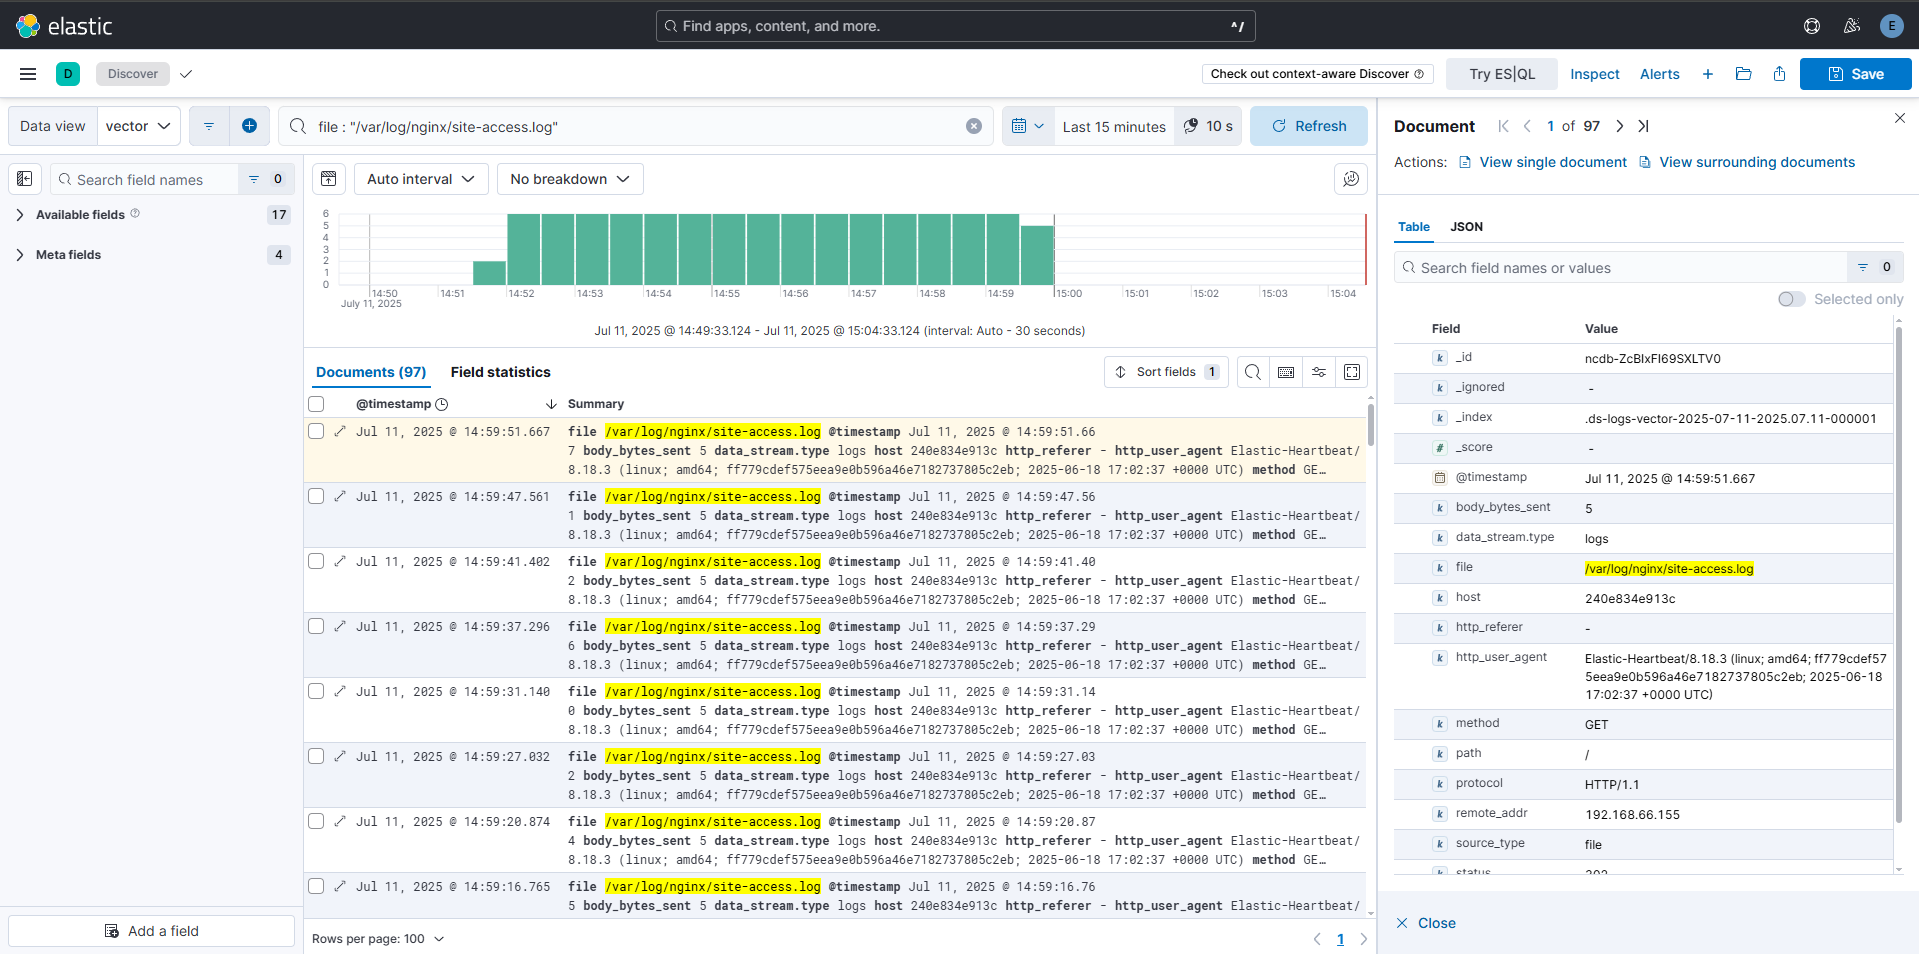 elastic
Find apps, content, and more.
^/
E
D
Discover
Check out context-aware Discover
Try ES|QL
Inspect
Alerts
Save
Data view
vector
file : "/var/log/nginx/site-access.log"
Last 15 minutes
10 s
Refresh
Search field names
0
Available fields
17
Meta fields
4
Add a field
Auto interval
No breakdown
6
5
4
3
2
1
0
14:50
14:51
14:52
14:53
14:54
14:55
14:56
14:57
14:58
14:59
15:00
15:01
15:02
15:03
15:04
July 11, 2025
Jul 11, 2025 @ 14:49:33.124 - Jul 11, 2025 @ 15:04:33.124 (interval: Auto - 30 seconds)
Documents (97)
Field statistics
Sort fields 1
@timestamp
Summary
Jul 11, 2025 @ 14:59:51.667
file /var/log/nginx/site-access.log @timestamp Jul 11, 2025 @ 14:59:51.66
7 body_bytes_sent 5 data_stream.type logs host 240e834e913c http_referer - http_user_agent Elastic-Heartbeat/
8.18.3 (linux; amd64; ff779cdef575eea9e0b596a46e7182737805c2eb; 2025-06-18 17:02:37 +0000 UTC) method GE…
Jul 11, 2025 @ 14:59:47.561
file /var/log/nginx/site-access.log @timestamp Jul 11, 2025 @ 14:59:47.56
1 body_bytes_sent 5 data_stream.type logs host 240e834e913c http_referer - http_user_agent Elastic-Heartbeat/
8.18.3 (linux; amd64; ff779cdef575eea9e0b596a46e7182737805c2eb; 2025-06-18 17:02:37 +0000 UTC) method GE…
Jul 11, 2025 @ 14:59:41.402
file /var/log/nginx/site-access.log @timestamp Jul 11, 2025 @ 14:59:41.40
2 body_bytes_sent 5 data_stream.type logs host 240e834e913c http_referer - http_user_agent Elastic-Heartbeat/
8.18.3 (linux; amd64; ff779cdef575eea9e0b596a46e7182737805c2eb; 2025-06-18 17:02:37 +0000 UTC) method GE…
Jul 11, 2025 @ 14:59:37.296
file /var/log/nginx/site-access.log @timestamp Jul 11, 2025 @ 14:59:37.29
6 body_bytes_sent 5 data_stream.type logs host 240e834e913c http_referer - http_user_agent Elastic-Heartbeat/
8.18.3 (linux; amd64; ff779cdef575eea9e0b596a46e7182737805c2eb; 2025-06-18 17:02:37 +0000 UTC) method GE…
Jul 11, 2025 @ 14:59:31.140
file /var/log/nginx/site-access.log @timestamp Jul 11, 2025 @ 14:59:31.14
0 body_bytes_sent 5 data_stream.type logs host 240e834e913c http_referer - http_user_agent Elastic-Heartbeat/
8.18.3 (linux; amd64; ff779cdef575eea9e0b596a46e7182737805c2eb; 2025-06-18 17:02:37 +0000 UTC) method GE…
Jul 11, 2025 @ 14:59:27.032
file /var/log/nginx/site-access.log @timestamp Jul 11, 2025 @ 14:59:27.03
2 body_bytes_sent 5 data_stream.type logs host 240e834e913c http_referer - http_user_agent Elastic-Heartbeat/
8.18.3 (linux; amd64; ff779cdef575eea9e0b596a46e7182737805c2eb; 2025-06-18 17:02:37 +0000 UTC) method GE…
Jul 11, 2025 @ 14:59:20.874
file /var/log/nginx/site-access.log @timestamp Jul 11, 2025 @ 14:59:20.87
4 body_bytes_sent 5 data_stream.type logs host 240e834e913c http_referer - http_user_agent Elastic-Heartbeat/
8.18.3 (linux; amd64; ff779cdef575eea9e0b596a46e7182737805c2eb; 2025-06-18 17:02:37 +0000 UTC) method GE…
Jul 11, 2025 @ 14:59:16.765
file /var/log/nginx/site-access.log @timestamp Jul 11, 2025 @ 14:59:16.76
5 body_bytes_sent 5 data_stream.type logs host 240e834e913c http_referer - http_user_agent Elastic-Heartbeat/
Rows per page: 100
1
Document
1 of 97
Actions: View single document View surrounding documents
Table
JSON
Search field names or values
0
Selected only
Field Value
k _id ncdb-ZcBIxFI69SXLTV0
k _ignored -
k _index .ds-logs-vector-2025-07-11-2025.07.11-000001
# _score -
@timestamp Jul 11, 2025 @ 14:59:51.667
k body_bytes_sent 5
k data_stream.type logs
k file /var/log/nginx/site-access.log
k host 240e834e913c
k http_referer -
k http_user_agent Elastic-Heartbeat/8.18.3 (linux; amd64; ff779cdef57
5eea9e0b596a46e7182737805c2eb; 2025-06-18
17:02:37 +0000 UTC)
k method GET
k path /
k protocol HTTP/1.1
k remote_addr 192.168.66.155
k source_type file
k status
Close